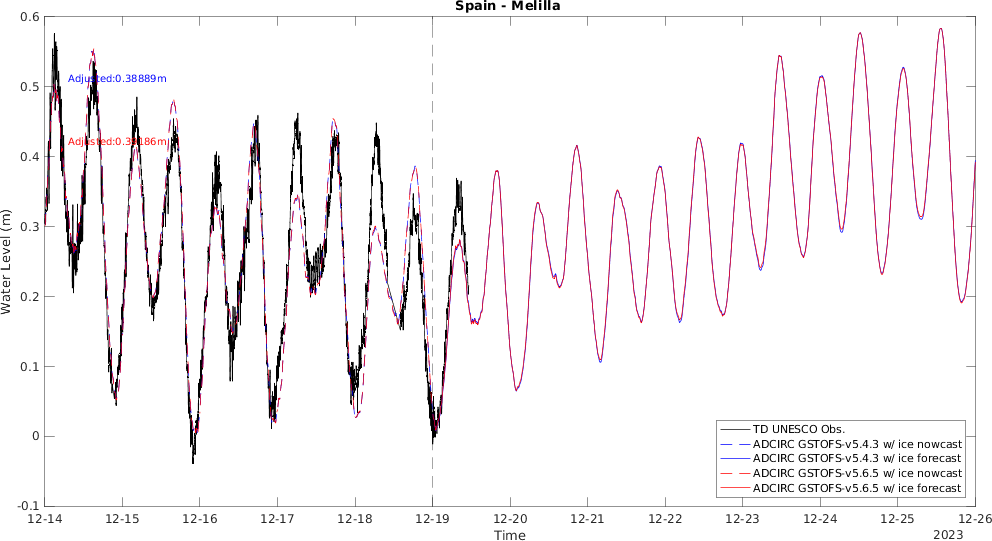 Spain - Melilla
0.6
0.5
0.4
0.3
0.2
0.1
0
-0.1
Water Level (m)
Adjusted:0.38889m
TD UNESCO Obs.
ADCIRC GSTOFS-v5.4.3 w/ ice nowcast
ADCIRC GSTOFS-v5.4.3 w/ ice forecast
ADCIRC GSTOFS-v5.6.5 w/ ice nowcast
ADCIRC GSTOFS-v5.6.5 w/ ice forecast
12-14 12-15 12-16 12-17 12-18 12-19 12-20 12-21 12-22 12-23 12-24 12-25 12-26
Time
2023